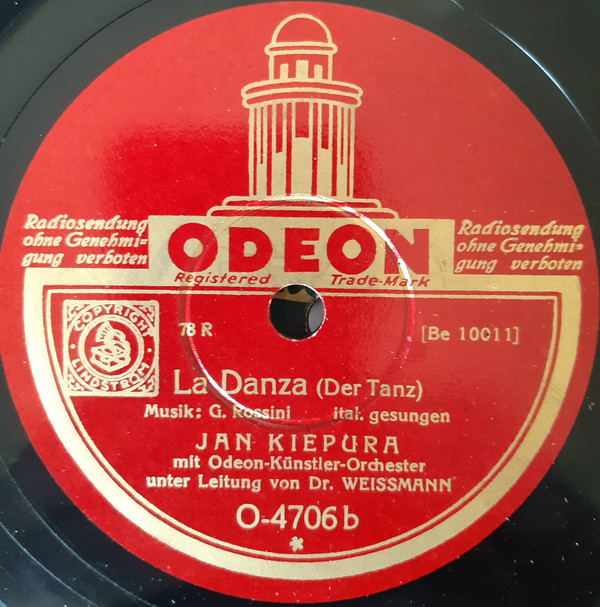 Radiosendung
ohne Genehmi-
gung verboten
ODEON
Registered Trade-Mark
Radiosendung
ohne Genehmi-
gung verboten
COPYRIGHT
LINDSTRÖM
78 R
[Be 10011]
La Danza (Der Tanz)
Musik: G. Rossini ital. gesungen
JAN KIEPURA
mit Odeon-Künstler-Orchester
unter Leitung von Dr. WEISSMANN
O-4706b